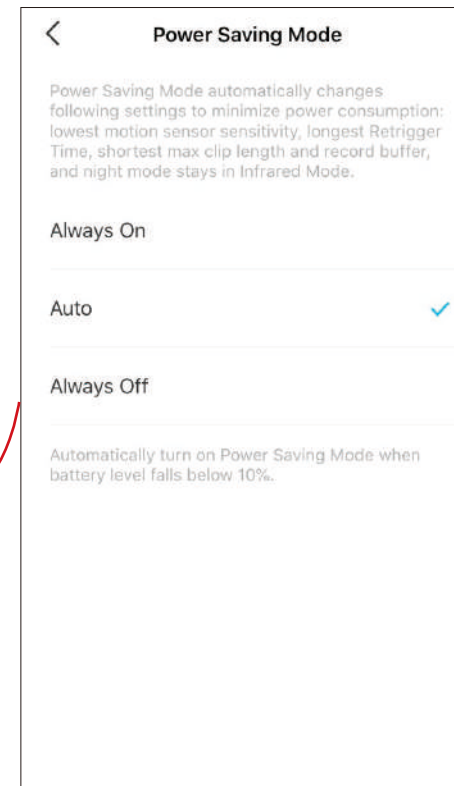 Power Saving Mode
Power Saving Mode automatically changes
following settings to minimize power consumption:
lowest motion sensor sensitivity, longest Retrigger
Time, shortest max clip length and record buffer,
and night mode stays in Infrared Mode.
Always On
Auto
Always Off
Automatically turn on Power Saving Mode when
battery level falls below 10%.